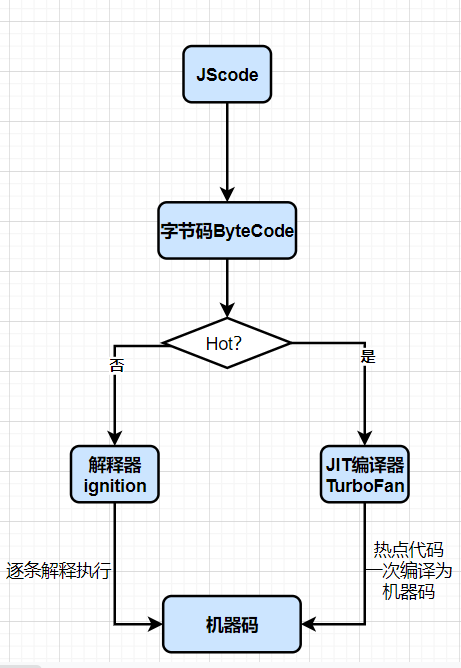 JScode
字节码ByteCode
Hot？
否
是
解释器
ignition
JIT编译器
TurboFan
逐条解释执行
热点代码
一次编译为
机器码
机器码